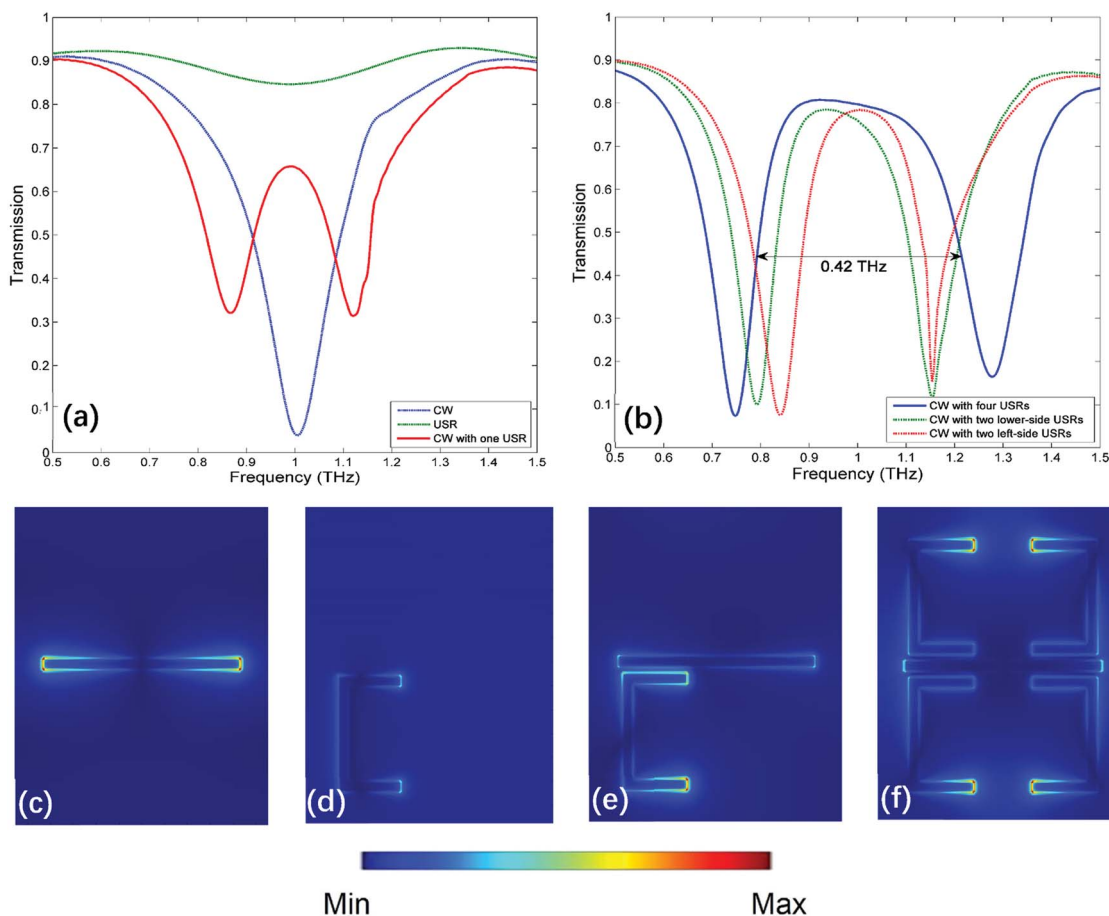 1
0.9
0.8
0.7
0.6
0.5
0.4
0.3
0.2
0.1
0
Transmission
0.5 0.6 0.7 0.8 0.9 1 1.1 1.2 1.3 1.4 1.5
Frequency (THz)
(a)
CW
USR
CW with one USR
1
0.9
0.8
0.7
0.6
0.5
0.4
0.3
0.2
0.1
0
Transmission
0.5 0.6 0.7 0.8 0.9 1 1.1 1.2 1.3 1.4 1.5
Frequency (THz)
0.42 THz
(b)
CW with four USRs
CW with two lower-side USRs
CW with two left-side USRs
(c)
(d)
(e)
(f)
Min Max